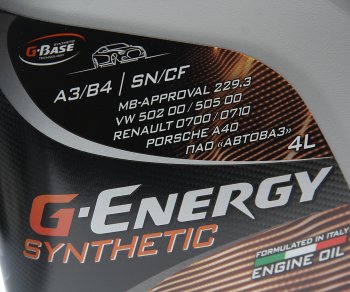 G-BASE
TECHNOLOGY
A3/B4 | SN/CF
MB-APPROVAL 229.3
VW 502 00 / 505 00
RENAULT 0700 / 0710
PORSCHE A40
ПАО «АВТОВАЗ»
4L
G-ENERGY
SYNTHETIC
FORMULATED IN ITALY
ENGINE OIL